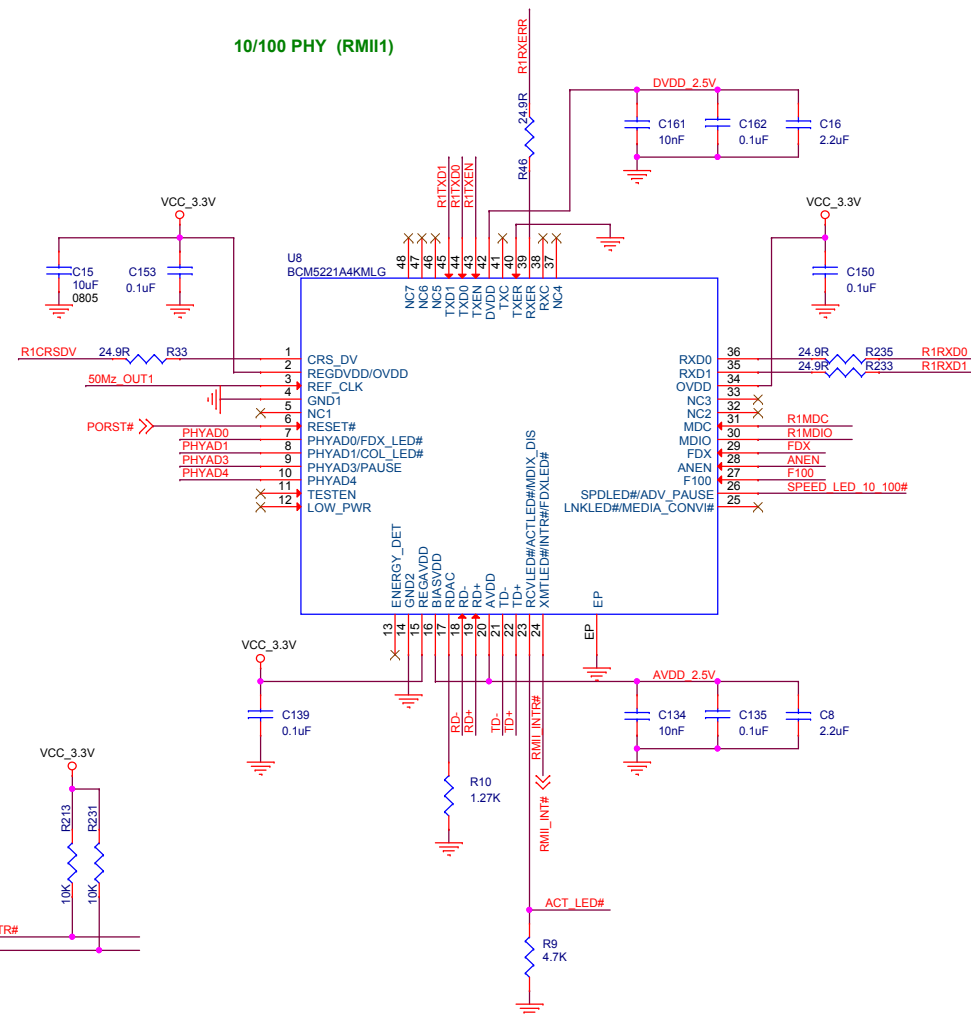 10/100 PHY (RMII1)
R1RXERR
24.9R
R46
DVDD_2.5V
C161
10nF
C162
0.1uF
C16
2.2uF
R1TXD1
R1TXD0
R1TXEN
VCC_3.3V
C15
10uF
0805
C153
0.1uF
VCC_3.3V
C150
0.1uF
U8
BCM5221A4KMLG
48 47 46 45 44 43 42 41 40 39 38 37
NC7 NC6 NC5 TXD1 TXD0 TXEN DVDD TXC TXER RXER RXC NC4
R1CRSDV 24.9R R33 1 CRS_DV
2 REGDVDD/OVDD
50Mz_OUT1 3 REF_CLK
4 GND1
5 NC1
PORST# 6 RESET#
PHYAD0 7 PHYAD0/FDX_LED#
PHYAD1 8 PHYAD1/COL_LED#
PHYAD3 9 PHYAD3/PAUSE
PHYAD4 10 PHYAD4
11 TESTEN
12 LOW_PWR
RXD0 36 24.9R R235 R1RXD0
RXD1 35 24.9R R233 R1RXD1
OVDD 34
NC3 33
NC2 32
MDC 31 R1MDC
MDIO 30 R1MDIO
FDX 29 FDX
ANEN 28 ANEN
F100 27 F100
SPDLED#/ADV_PAUSE 26 SPEED_LED_10_100#
LNKLED#/MEDIA_CONVI# 25
ENERGY_DET GND2 REGAVDD BIASVDD RDAC RD- RD+ AVDD TD- TD+ RCVLED#/ACTLED#/MDIX_DIS XMTLED#/INTR#/FDXLED# EP
13 14 15 16 17 18 19 20 21 22 23 24 EP
VCC_3.3V
C139
0.1uF
RD-
RD+
TD-
TD+
RMII_INTR#
RMII_INT#
AVDD_2.5V
C134
10nF
C135
0.1uF
C8
2.2uF
R10
1.27K
VCC_3.3V
R213
10K
R231
10K
TR#
ACT_LED#
R9
4.7K